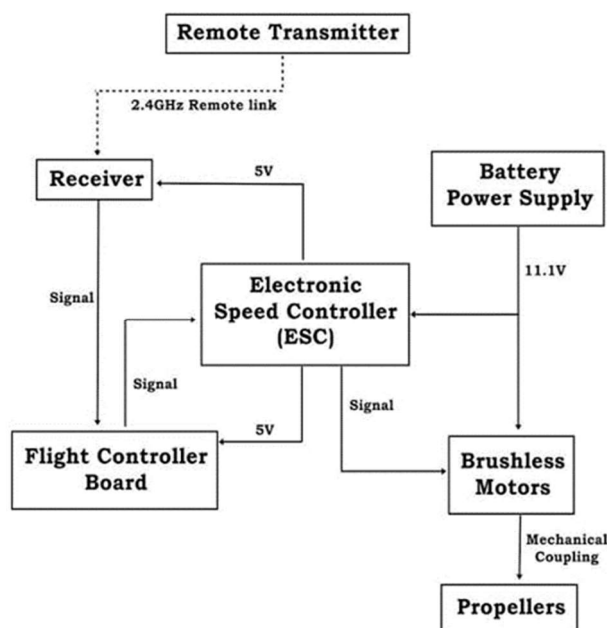 Remote Transmitter
2.4GHz Remote link
Receiver
5V
Battery
Power Supply
11.1V
Electronic
Speed Controller
(ESC)
Signal
Signal
Signal
5V
Flight Controller
Board
Brushless
Motors
Mechanical
Coupling
Propellers